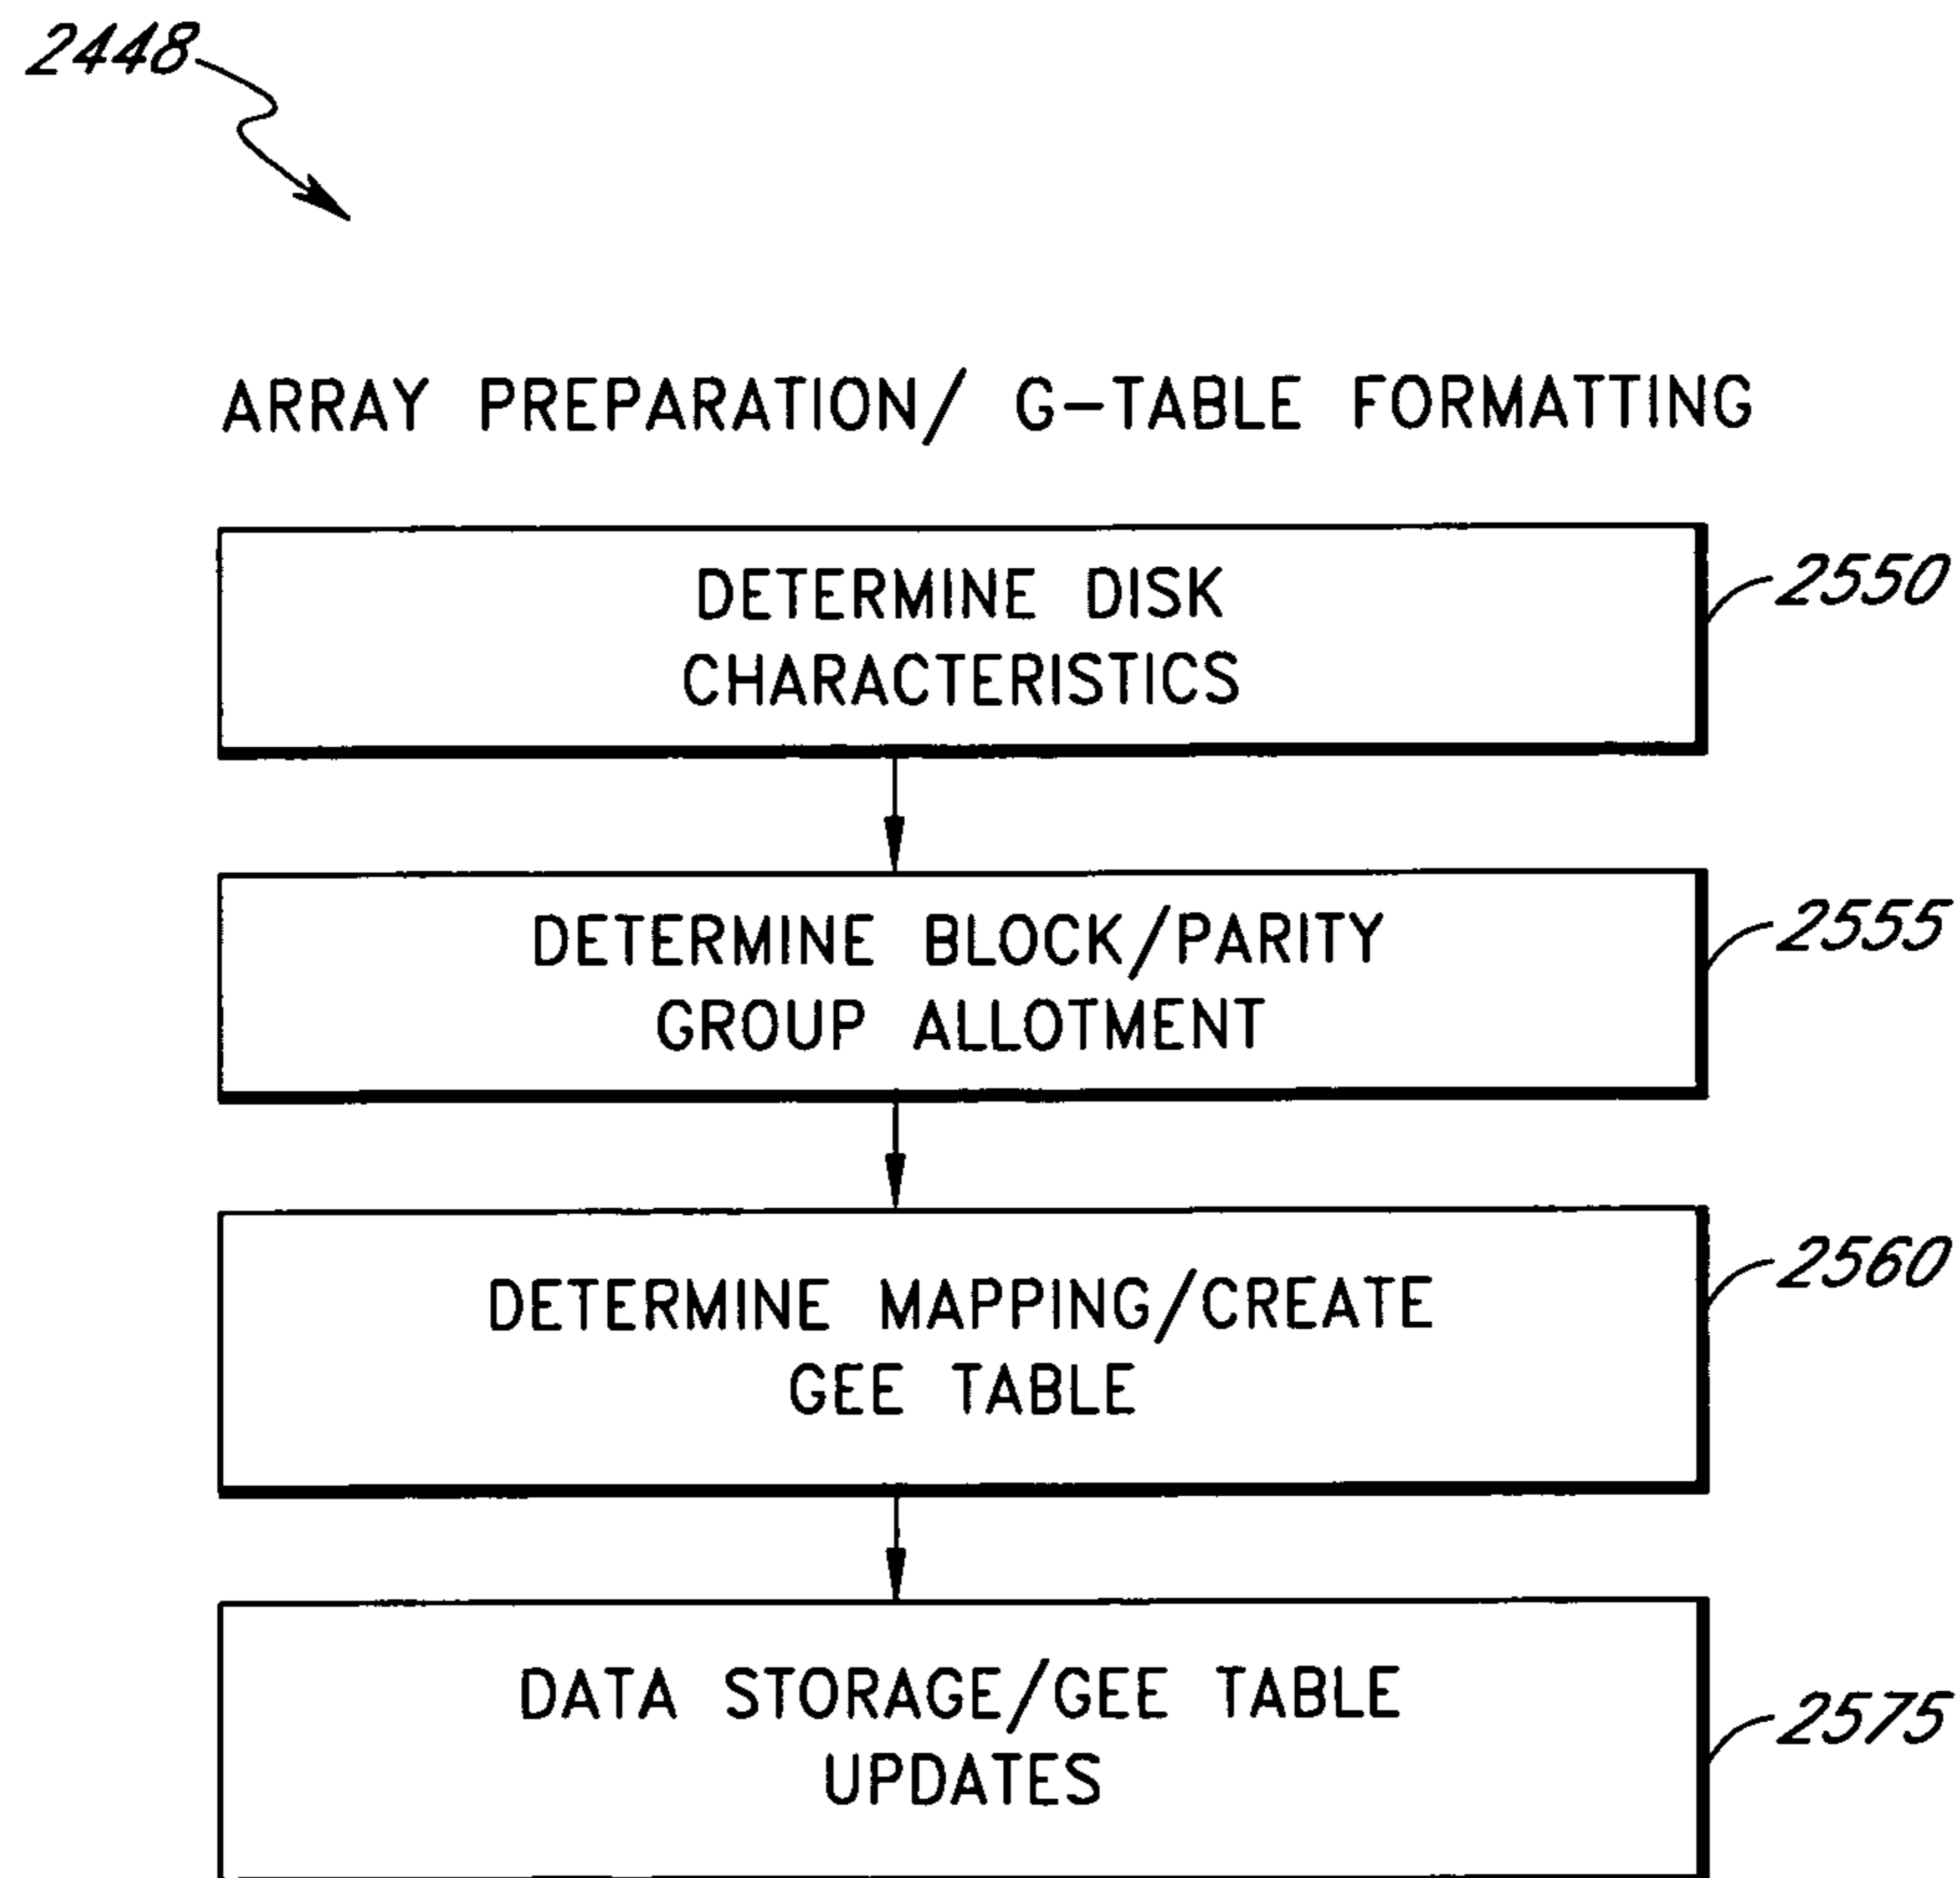 2448
ARRAY PREPARATION/ G-TABLE FORMATTING
DETERMINE DISK
CHARACTERISTICS
2550
DETERMINE BLOCK/PARITY
GROUP ALLOTMENT
2555
DETERMINE MAPPING/CREATE
GEE TABLE
2560
DATA STORAGE/GEE TABLE
UPDATES
2575